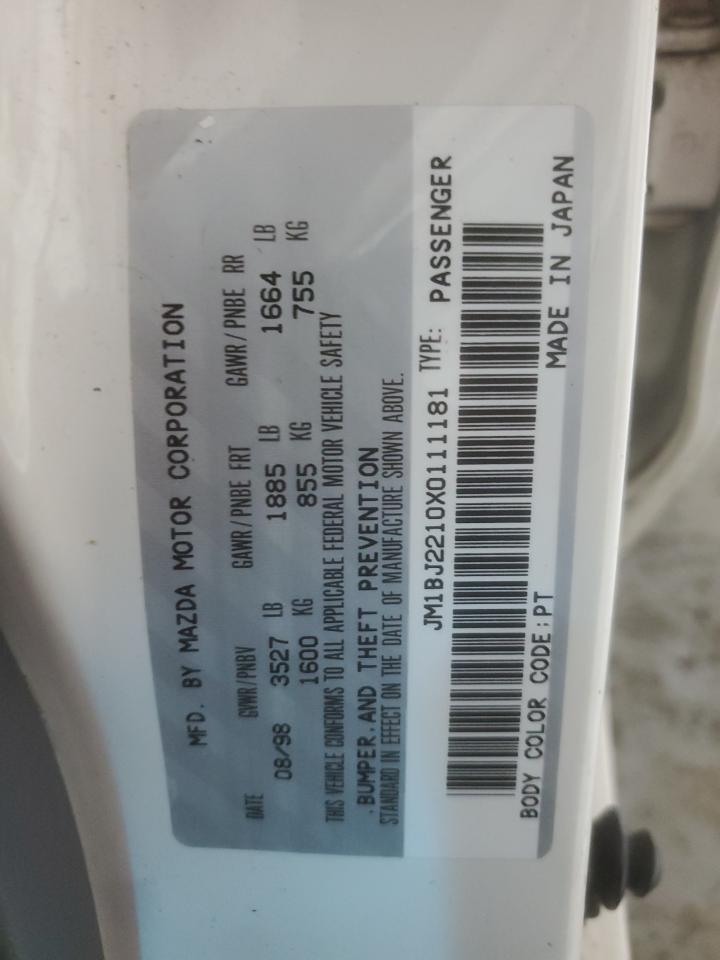 MFD. BY MAZDA MOTOR CORPORATION
DATE GVWR/PNBV GAWR/PNBE FRT GAWR/PNBE RR
08/98 3527 LB 1885 LB 1664 LB
1600 KG 855 KG 755 KG
THIS VEHICLE CONFORMS TO ALL APPLICABLE FEDERAL MOTOR VEHICLE SAFETY
,BUMPER,AND THEFT PREVENTION
STANDARD IN EFFECT ON THE DATE OF MANUFACTURE SHOWN ABOVE.
JM1BJ2210X0111181 TYPE: PASSENGER
BODY COLOR CODE:PT MADE IN JAPAN